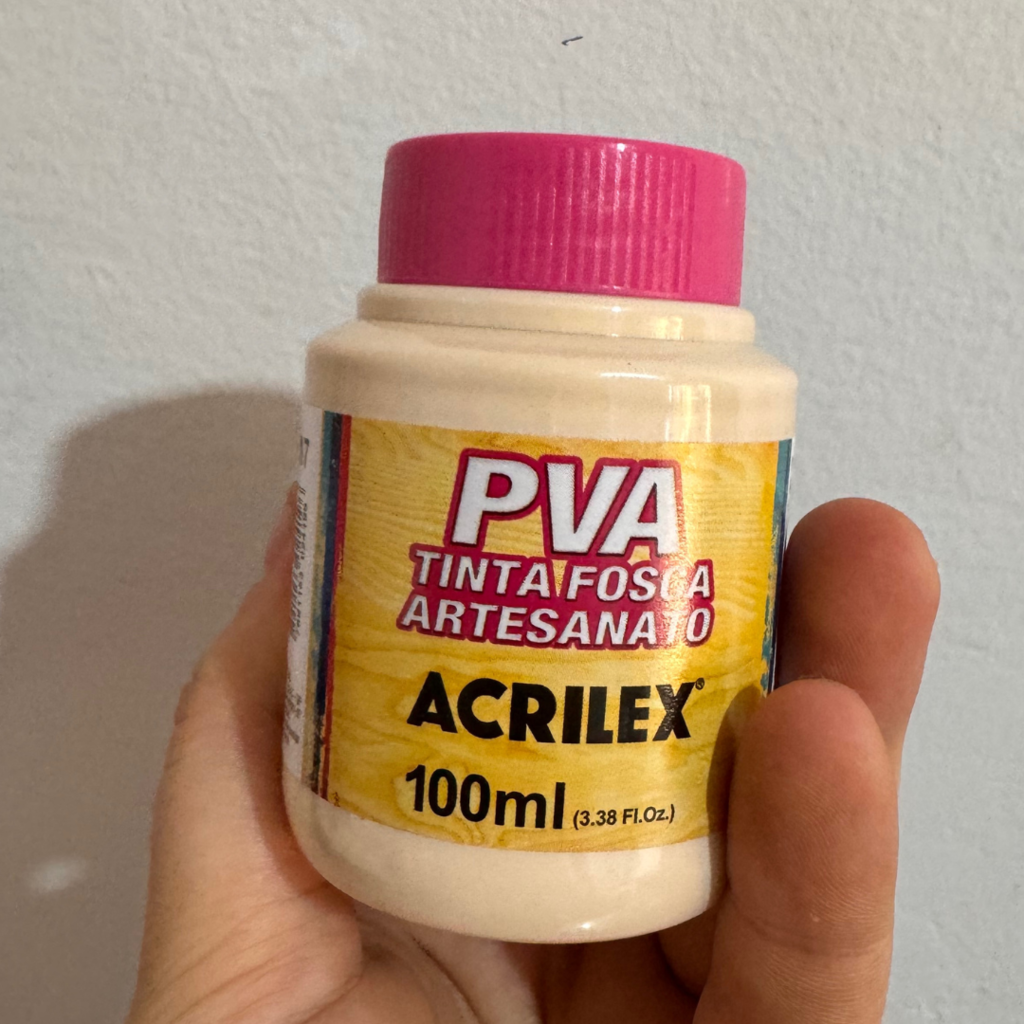 PVA
TINTA FOSCA
ARTESANATO
ACRILEX®
100ml (3.38 Fl.Oz.)